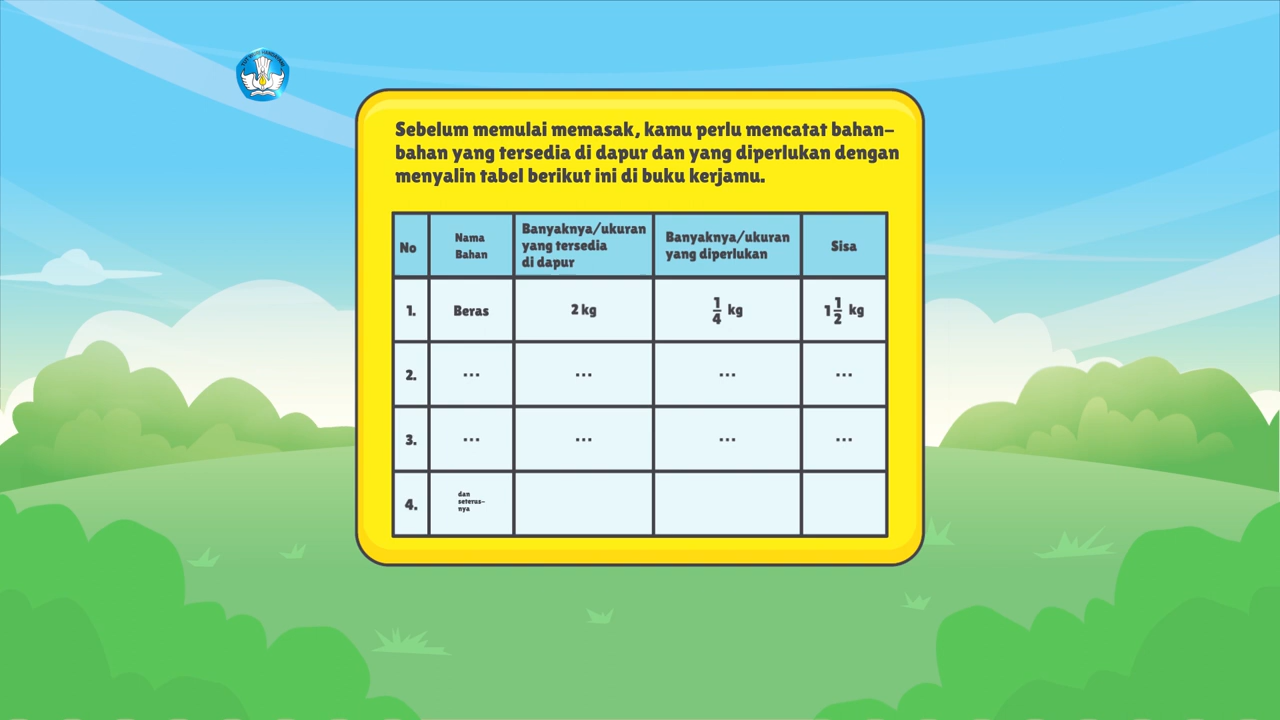 Sebelum memulai memasak, kamu perlu mencatat bahan-
bahan yang tersedia di dapur dan yang diperlukan dengan
menyalin tabel berikut ini di buku kerjamu.
No
Nama
Bahan
Banyaknya/ukuran
yang tersedia
di dapur
Banyaknya/ukuran
yang diperlukan
Sisa
1.
Beras
2 kg
1/4 kg
1 1/2 kg
2.
...
...
...
...
3.
...
...
...
...
4.
dan
seterus-
nya